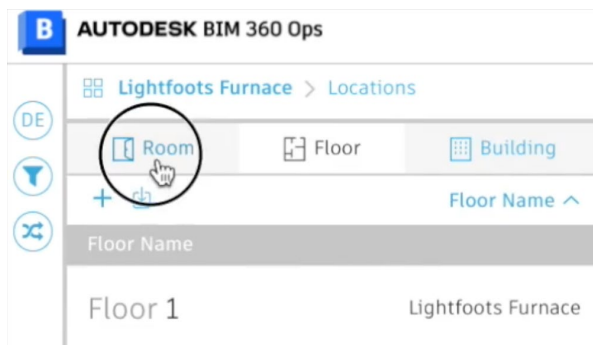 B AUTODESK BIM 360 Ops
Lightfoots Furnace > Locations
DE
Room Floor Building
Floor Name
Floor Name
Floor 1 Lightfoots Furnace